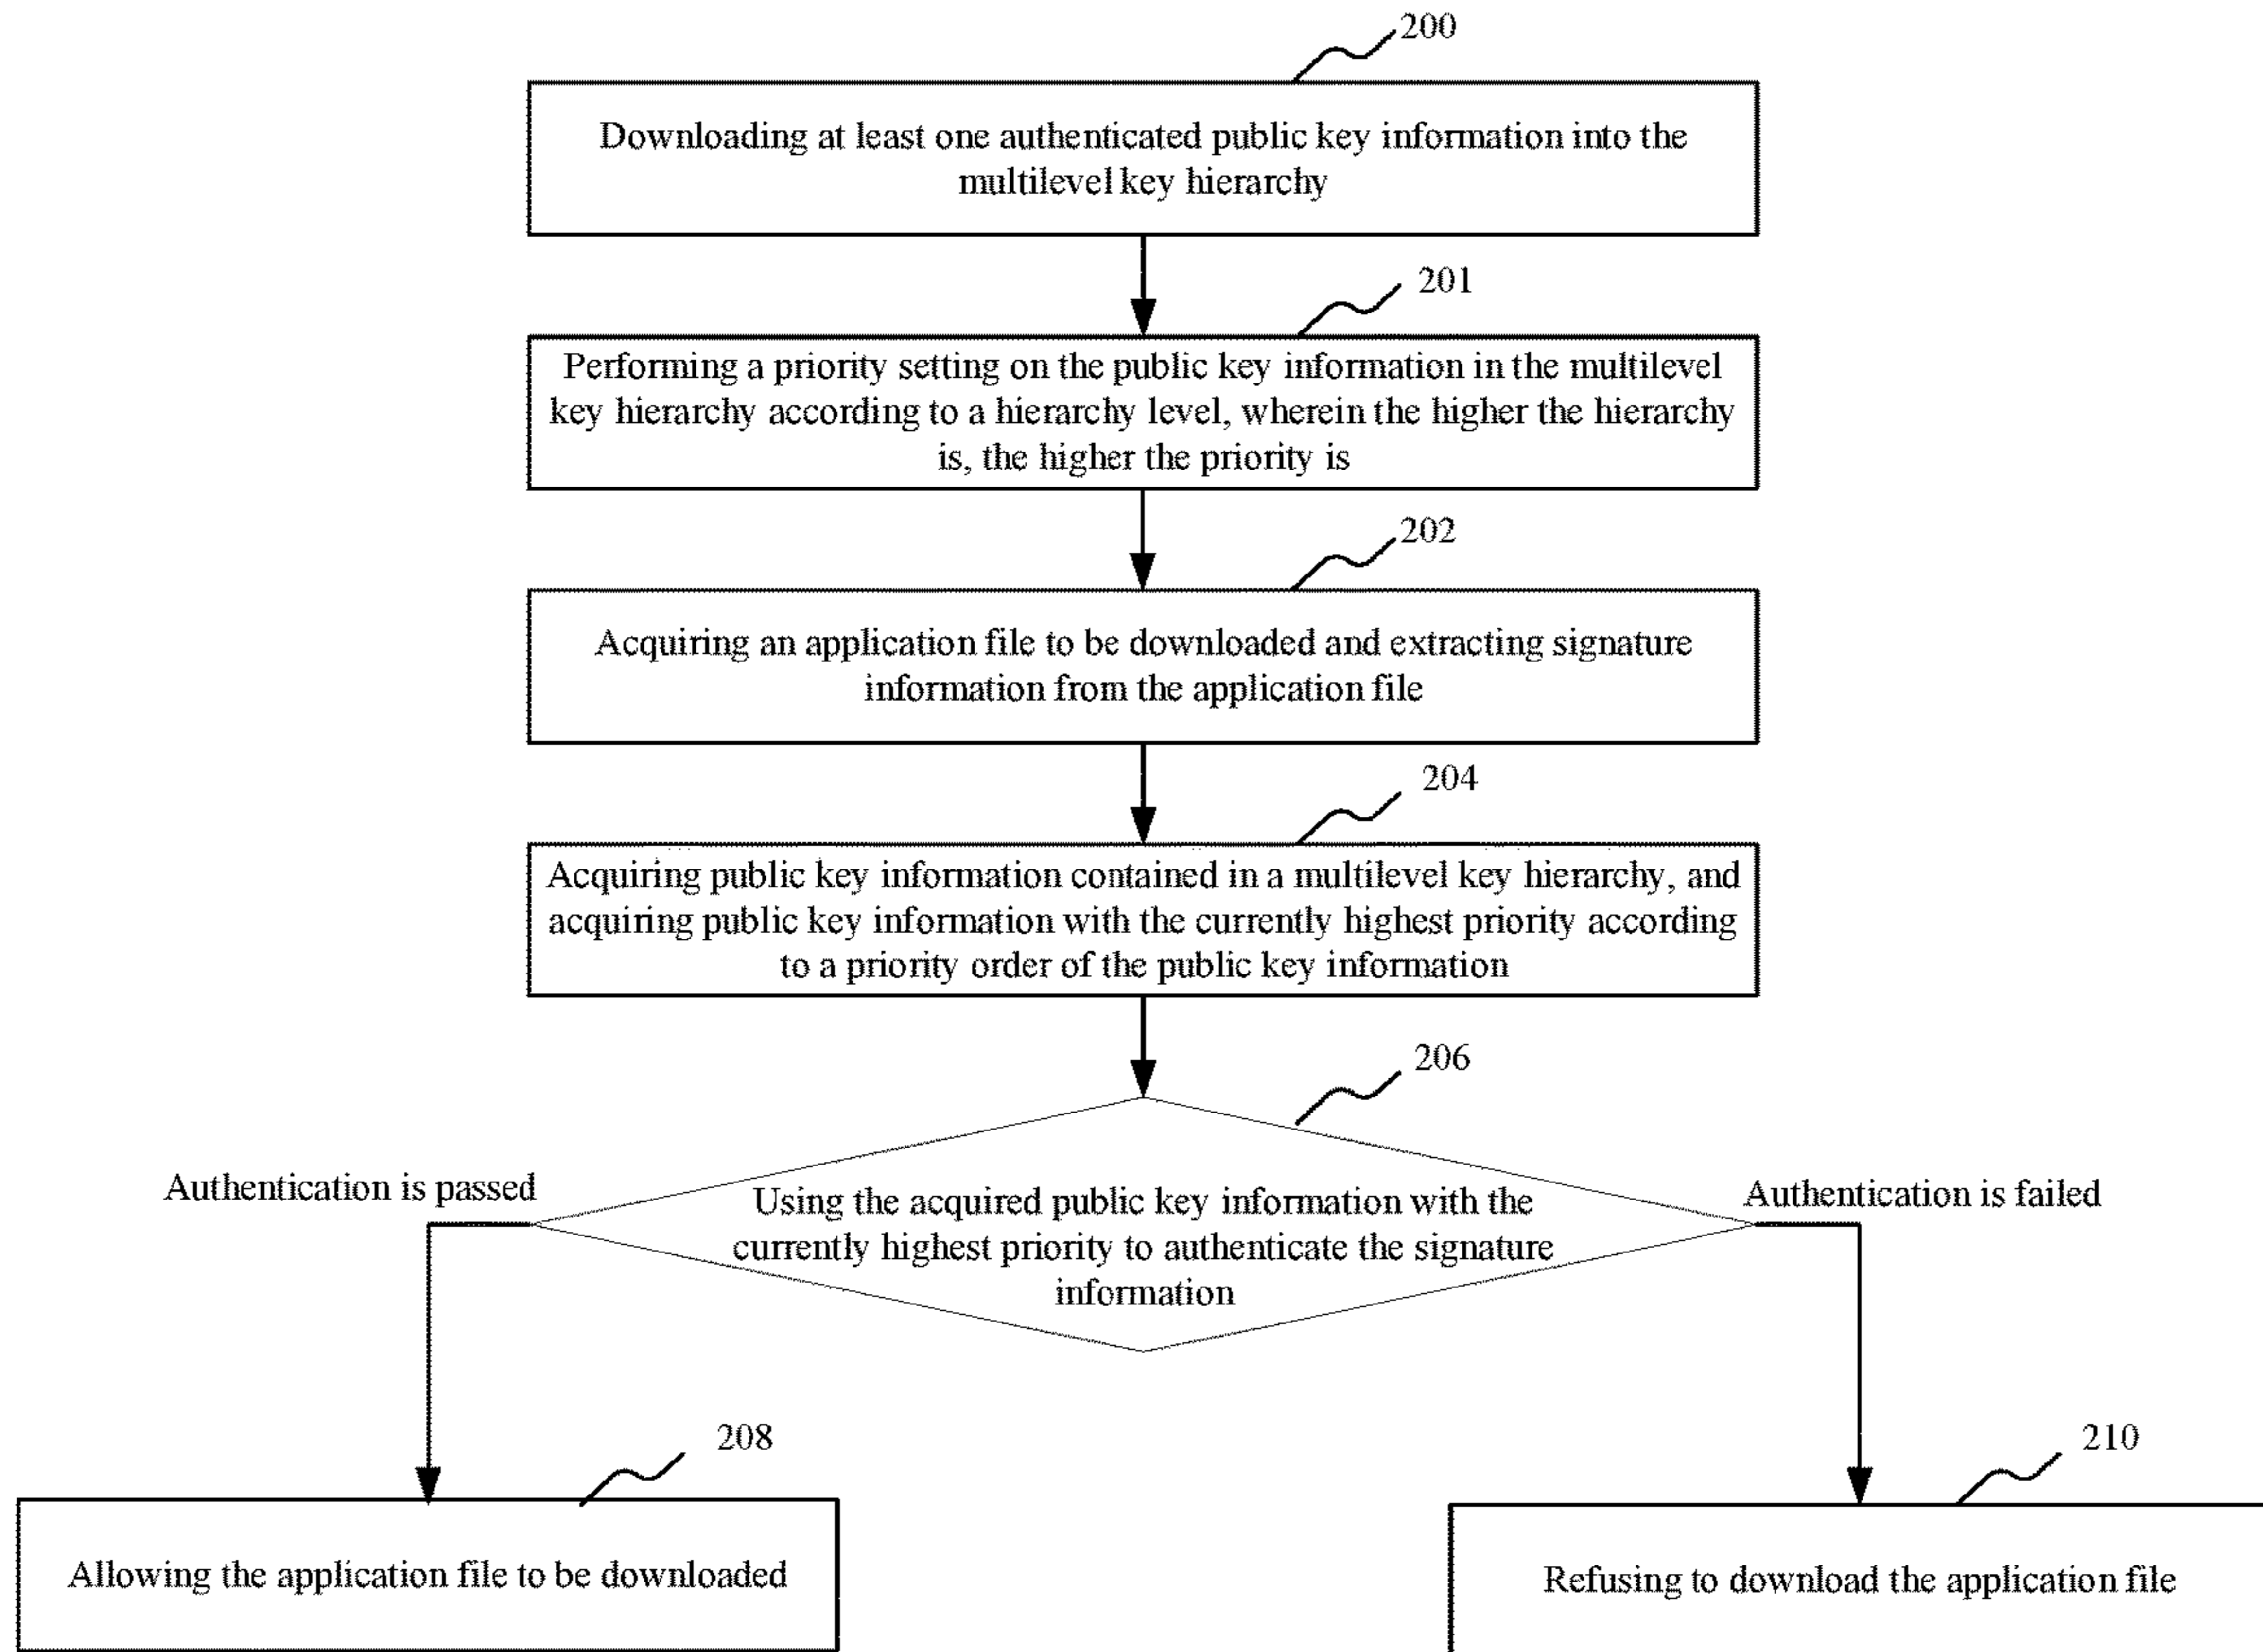 200
Downloading at least one authenticated public key information into the
multilevel key hierarchy
201
Performing a priority setting on the public key information in the multilevel
key hierarchy according to a hierarchy level, wherein the higher the hierarchy
is, the higher the priority is
202
Acquiring an application file to be downloaded and extracting signature
information from the application file
204
Acquiring public key information contained in a multilevel key hierarchy, and
acquiring public key information with the currently highest priority according
to a priority order of the public key information
206
Authentication is passed
Using the acquired public key information with the
currently highest priority to authenticate the signature
information
Authentication is failed
208
Allowing the application file to be downloaded
210
Refusing to download the application file